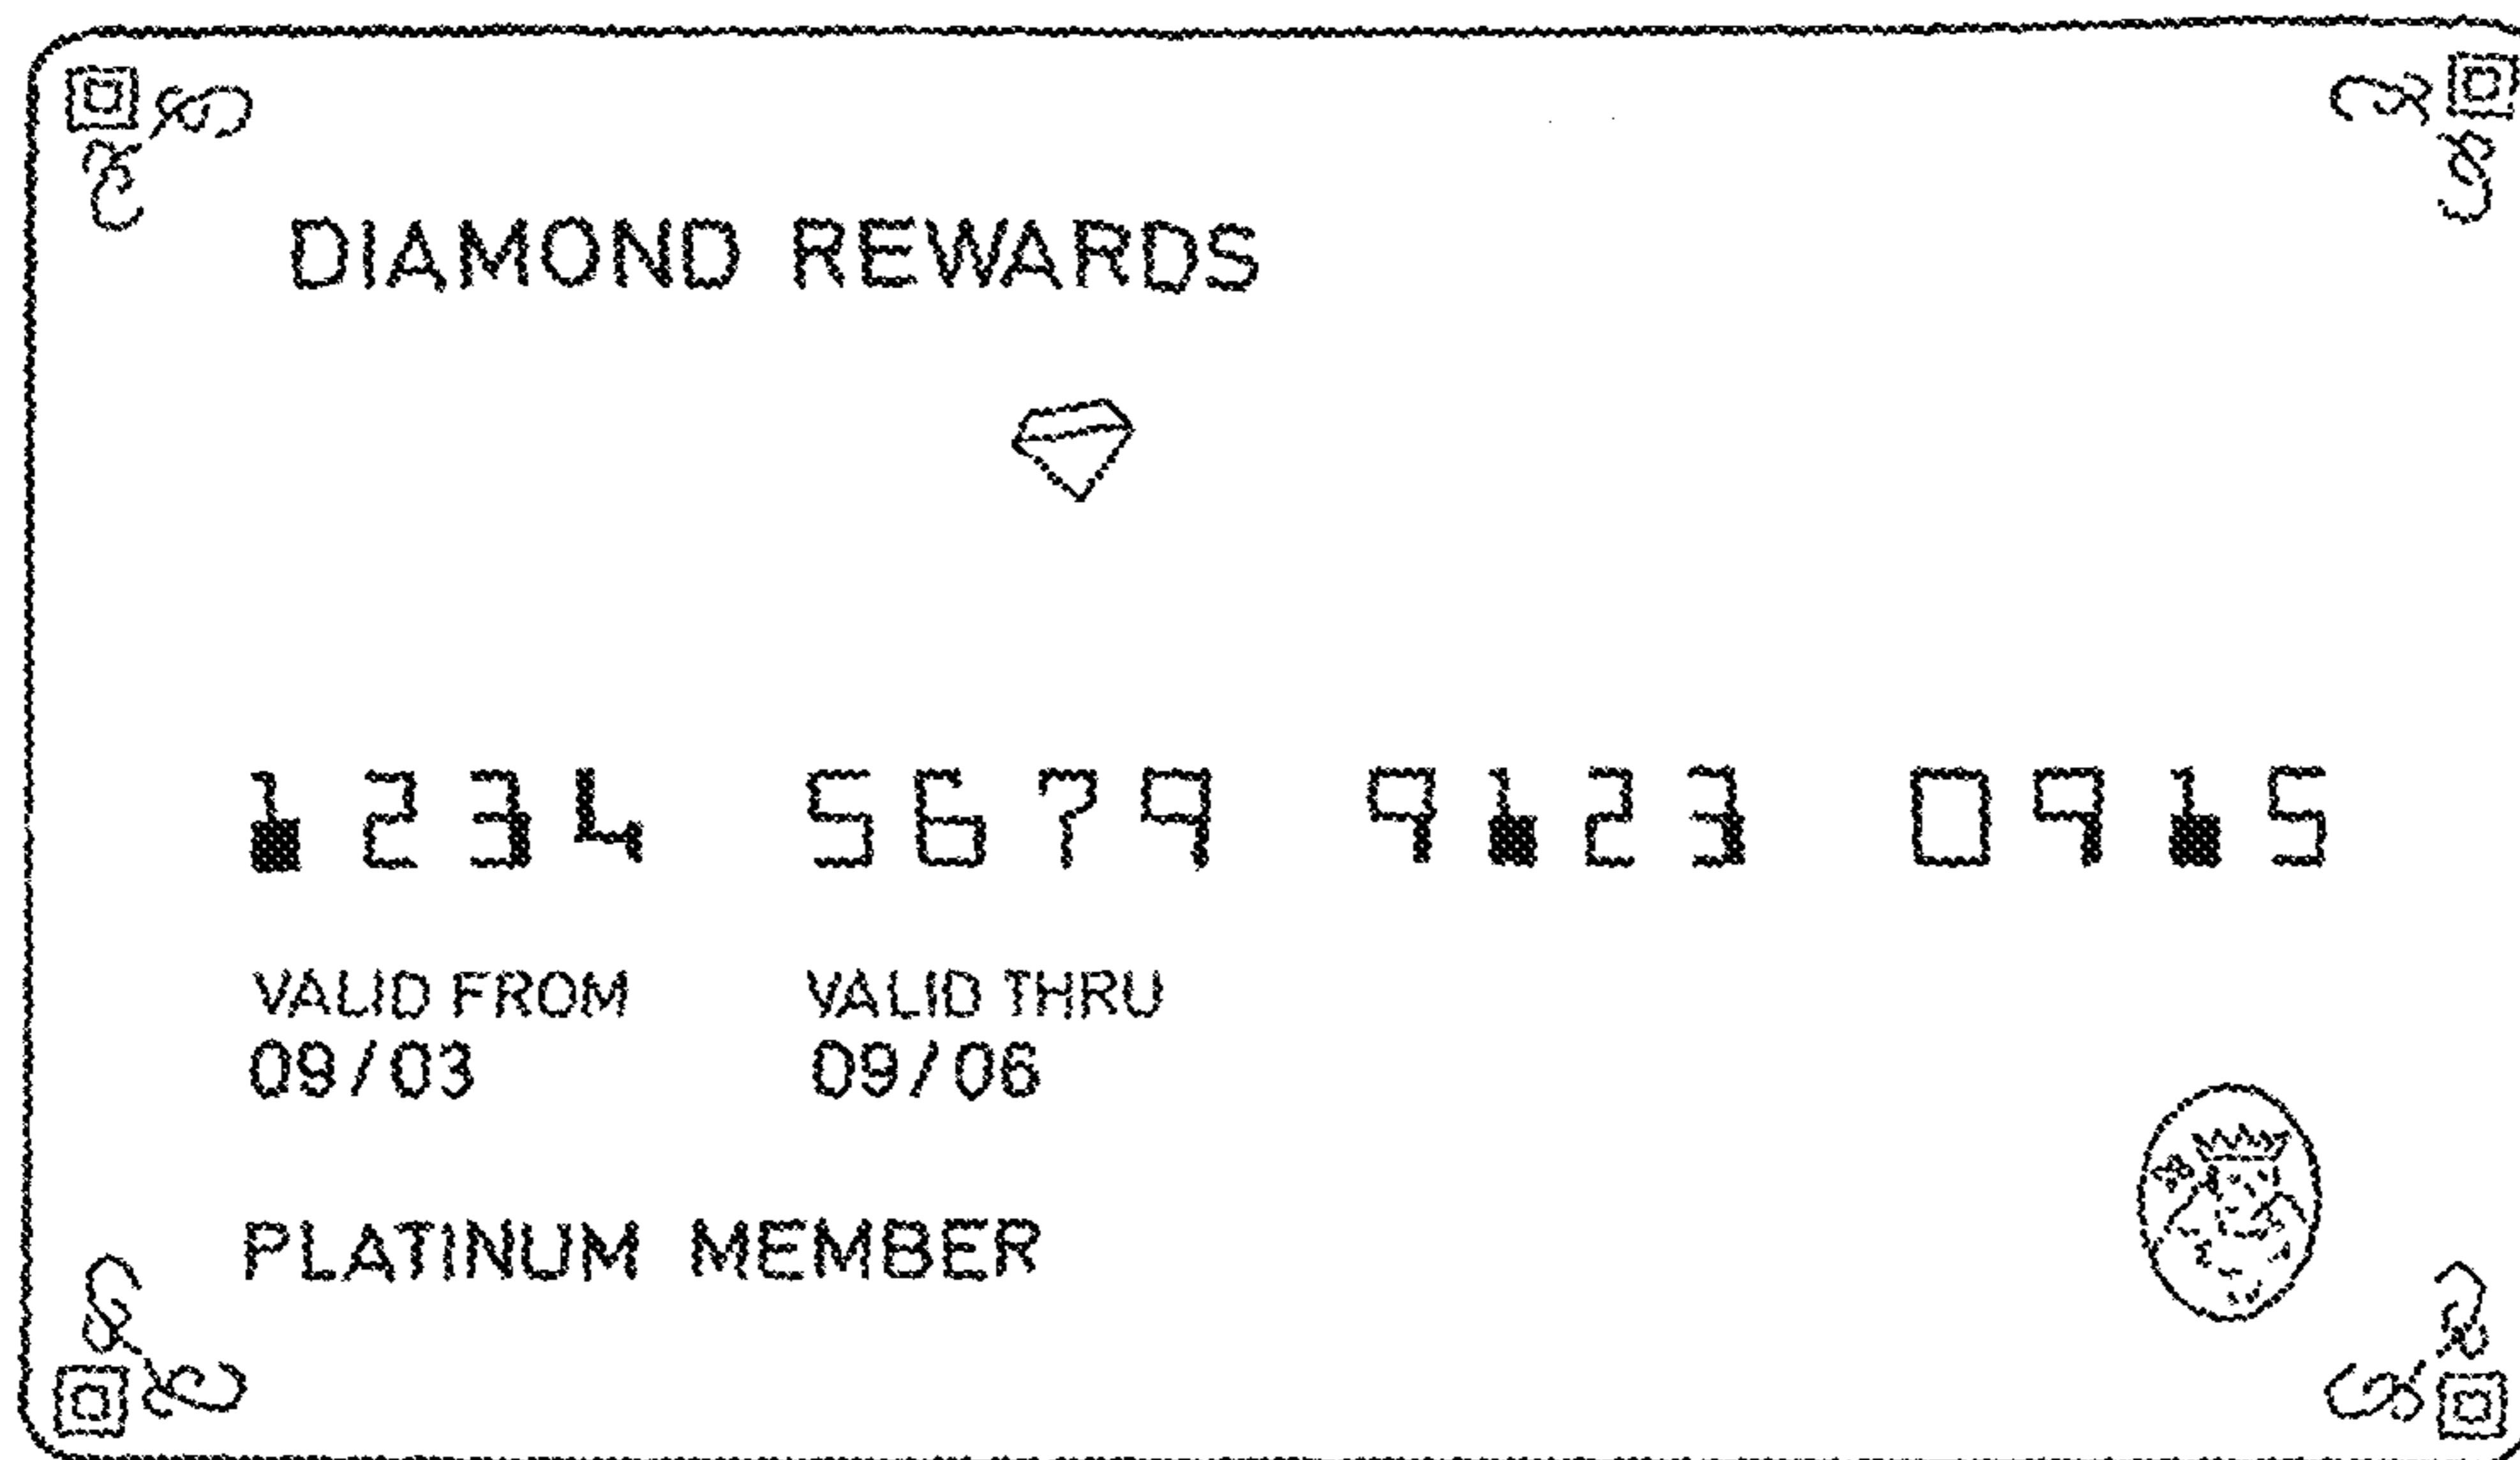 DIAMOND REWARDS
1234 5679 9123 0915
VALID FROM VALID THRU
09/03 09/06
PLATINUM MEMBER